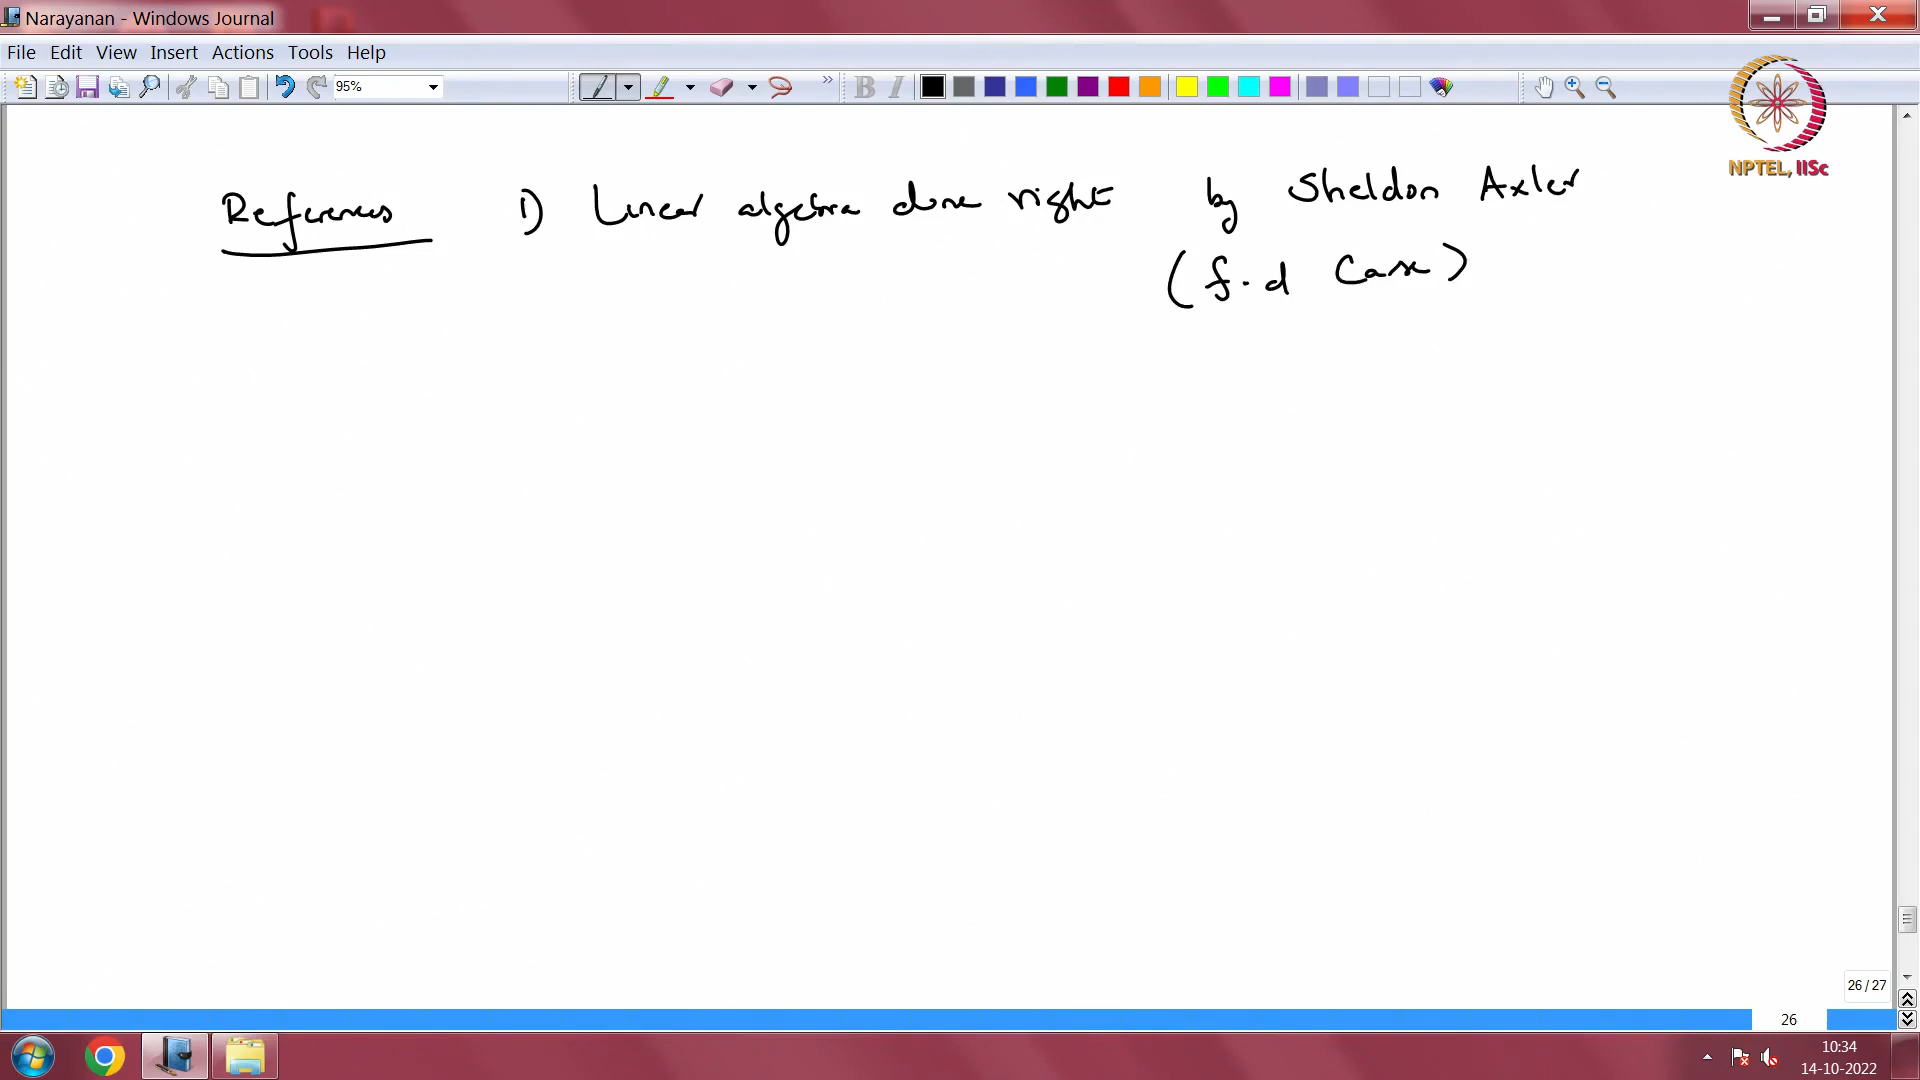 Narayanan - Windows Journal
File Edit View Insert Actions Tools Help
95%
B I
NPTEL, IISc
References 1) Linear algebra done right by Sheldon Axler
(f.d Case)
26 / 27
26
10:34
14-10-2022